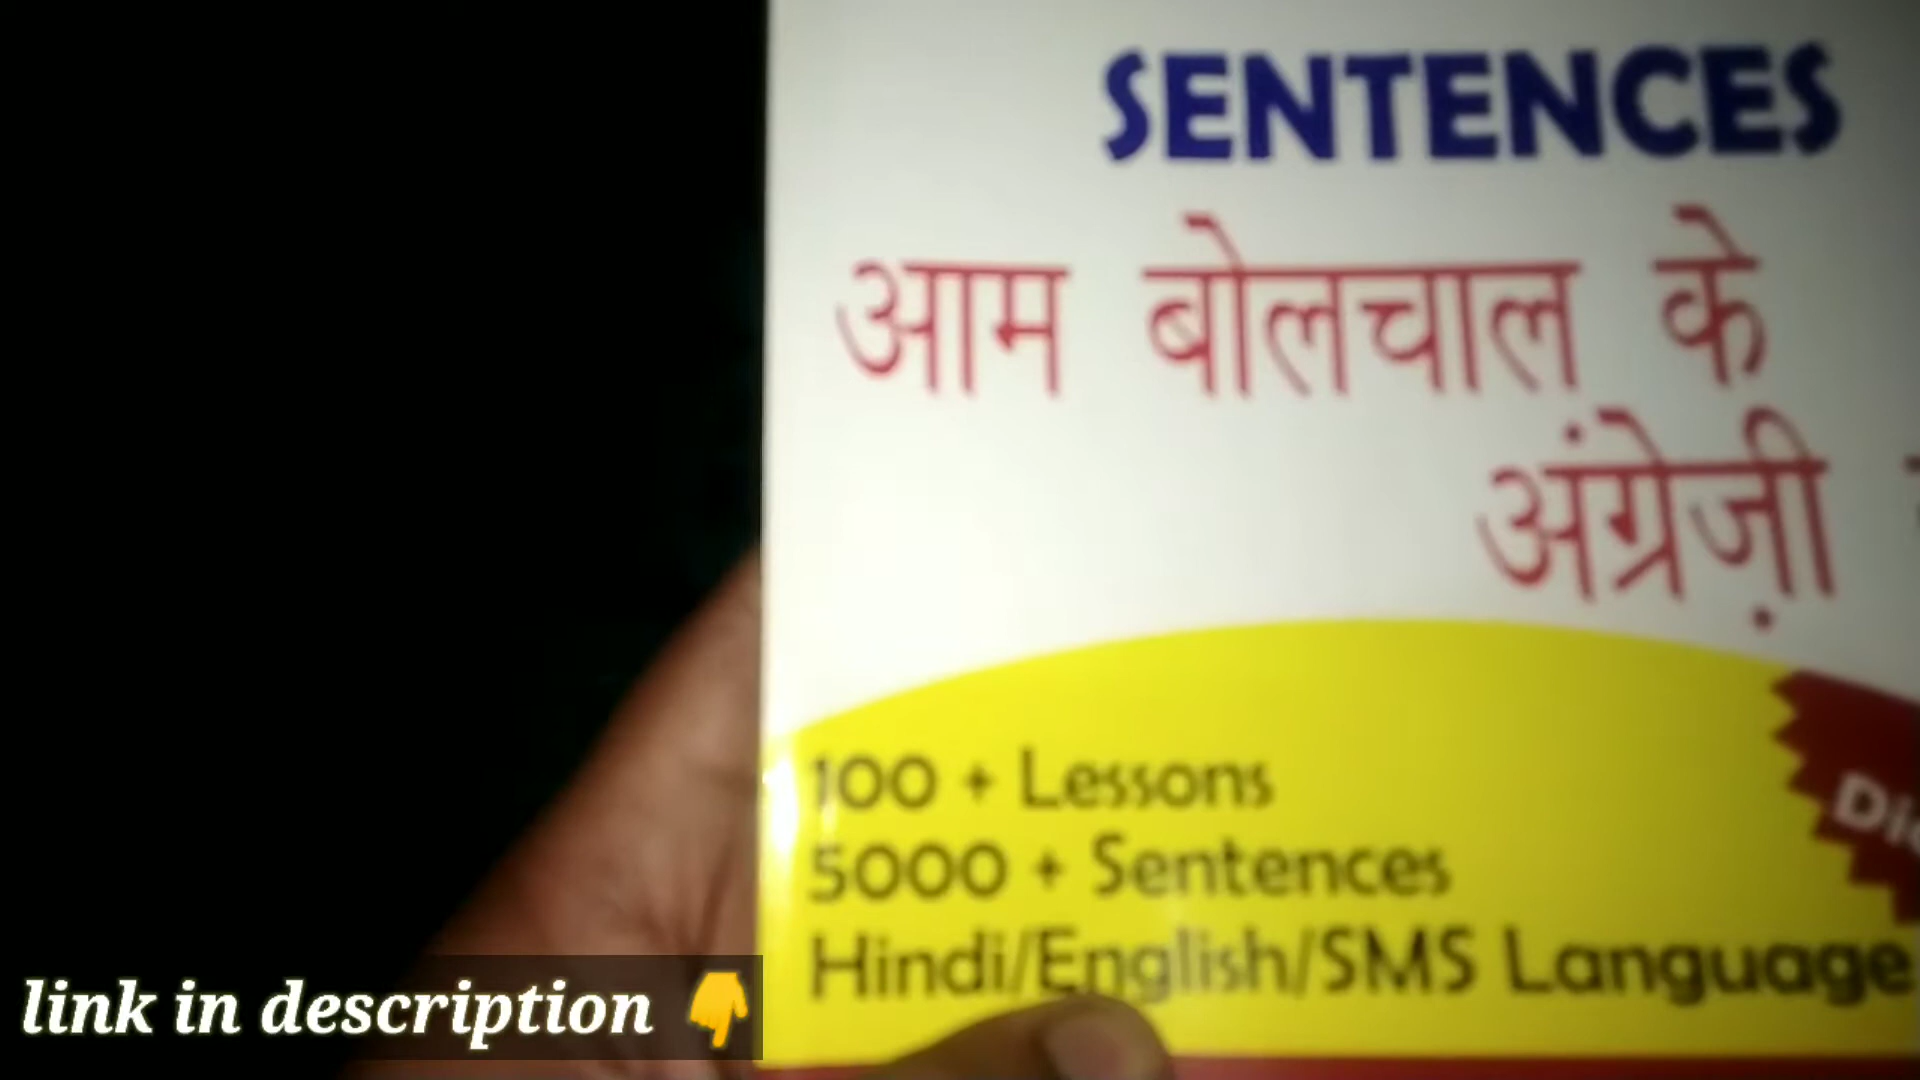 SENTENCES
आम बोलचाल के
अंग्रेज़ी
100 + Lessons
5000 + Sentences
Hindi/English/SMS Language
link in description 👇